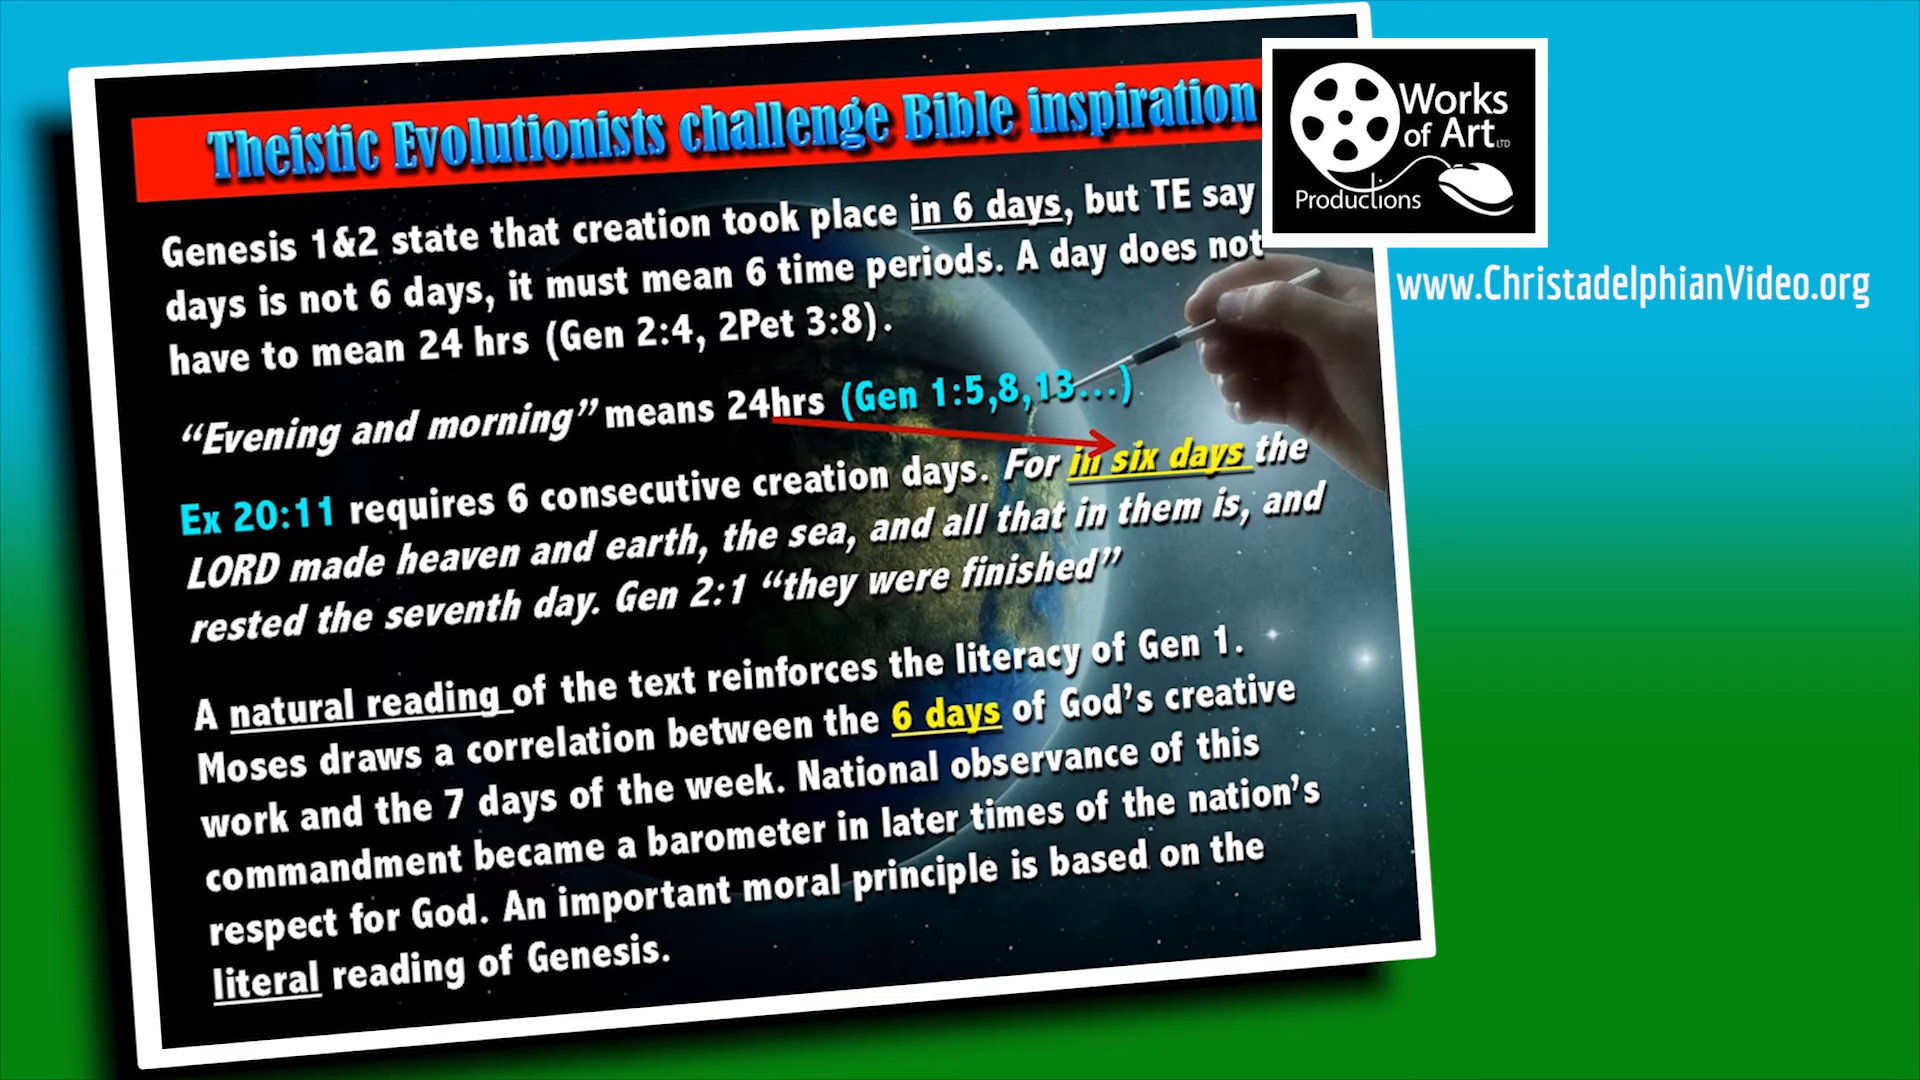 Theistic Evolutionists challenge Bible inspiration
Genesis 1&2 state that creation took place in 6 days, but TE say
days is not 6 days, it must mean 6 time periods. A day does not
have to mean 24 hrs (Gen 2:4, 2Pet 3:8).
“Evening and morning” means 24hrs (Gen 1:5,8,13...)
Ex 20:11 requires 6 consecutive creation days. For in six days the
LORD made heaven and earth, the sea, and all that in them is, and
rested the seventh day. Gen 2:1 “they were finished”
A natural reading of the text reinforces the literacy of Gen 1.
Moses draws a correlation between the 6 days of God’s creative
work and the 7 days of the week. National observance of this
commandment became a barometer in later times of the nation’s
respect for God. An important moral principle is based on the
literal reading of Genesis.
Works
of Art LTD
Productions
www.ChristadelphianVideo.org